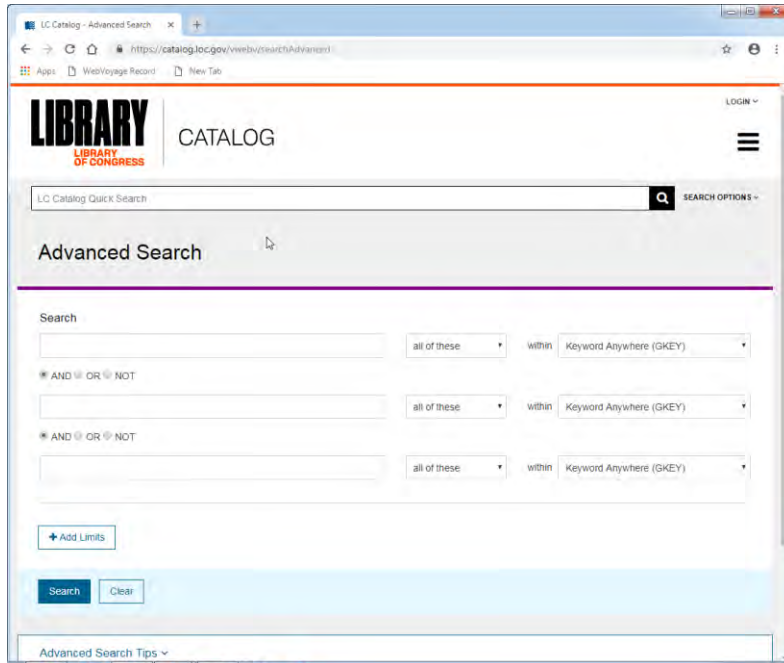 LC Catalog - Advanced Search
https://catalog.loc.gov/vwebv/searchAdvanced
Apps WebVoyage Record New Tab
LOGIN
LIBRARY
LIBRARY
OF CONGRESS
CATALOG
LC Catalog Quick Search
SEARCH OPTIONS
Advanced Search
Search
all of these within Keyword Anywhere (GKEY)
AND OR NOT
all of these within Keyword Anywhere (GKEY)
AND OR NOT
all of these within Keyword Anywhere (GKEY)
+ Add Limits
Search Clear
Advanced Search Tips